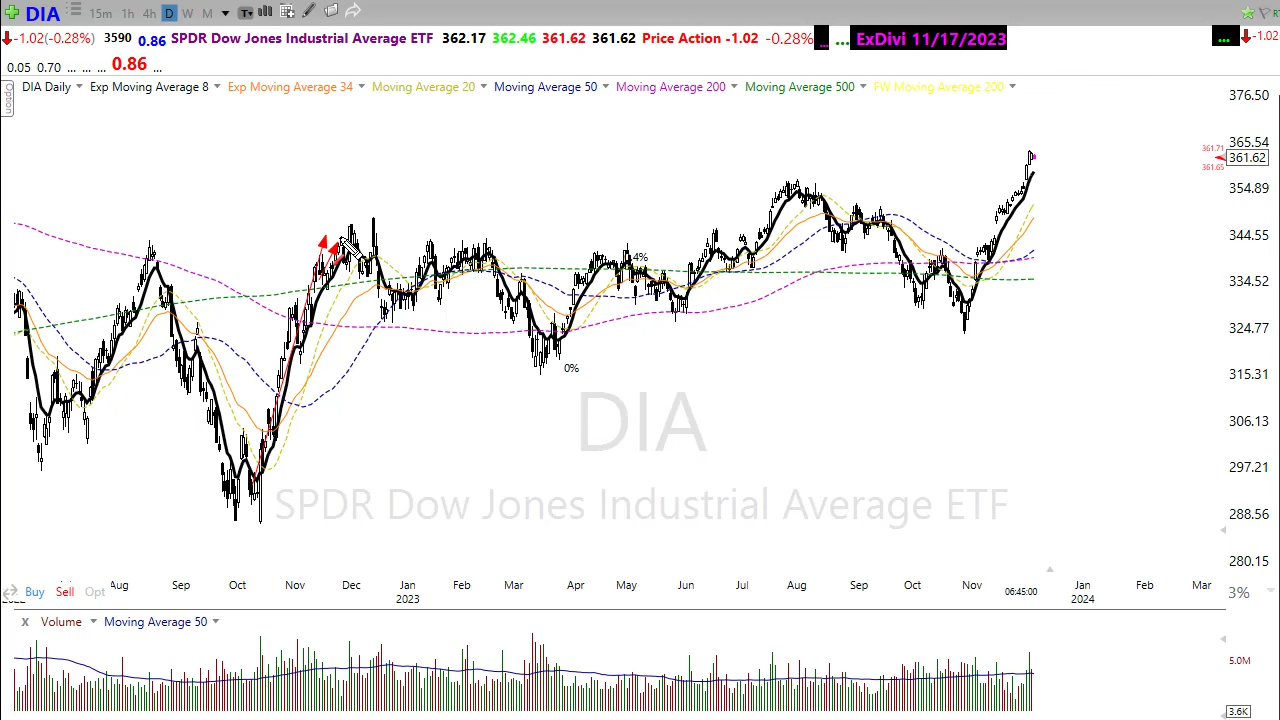 DIA 15m 1h 4h D W M T
-1.02(-0.28%) 3590 0.86 SPDR Dow Jones Industrial Average ETF 362.17 362.46 361.62 361.62 Price Action -1.02 -0.28% ... ... ExDivi 11/17/2023 ... -1.02
0.05 0.70 ... ... ... 0.86 ...
Option
DIA Daily Exp Moving Average 8 Exp Moving Average 34 Moving Average 20 Moving Average 50 Moving Average 200 Moving Average 500 FW Moving Average 200
376.50
365.54
361.71
361.62
361.65
354.89
344.55
334.52
324.77
315.31
306.13
297.21
288.56
280.15
4%
0%
DIA
SPDR Dow Jones Industrial Average ETF
Aug Sep Oct Nov Dec Jan Feb Mar Apr May Jun Jul Aug Sep Oct Nov Jan Feb Mar
2023 06:45:00 2024
Buy Sell Opt 3%
x Volume Moving Average 50
5.0M
3.6K